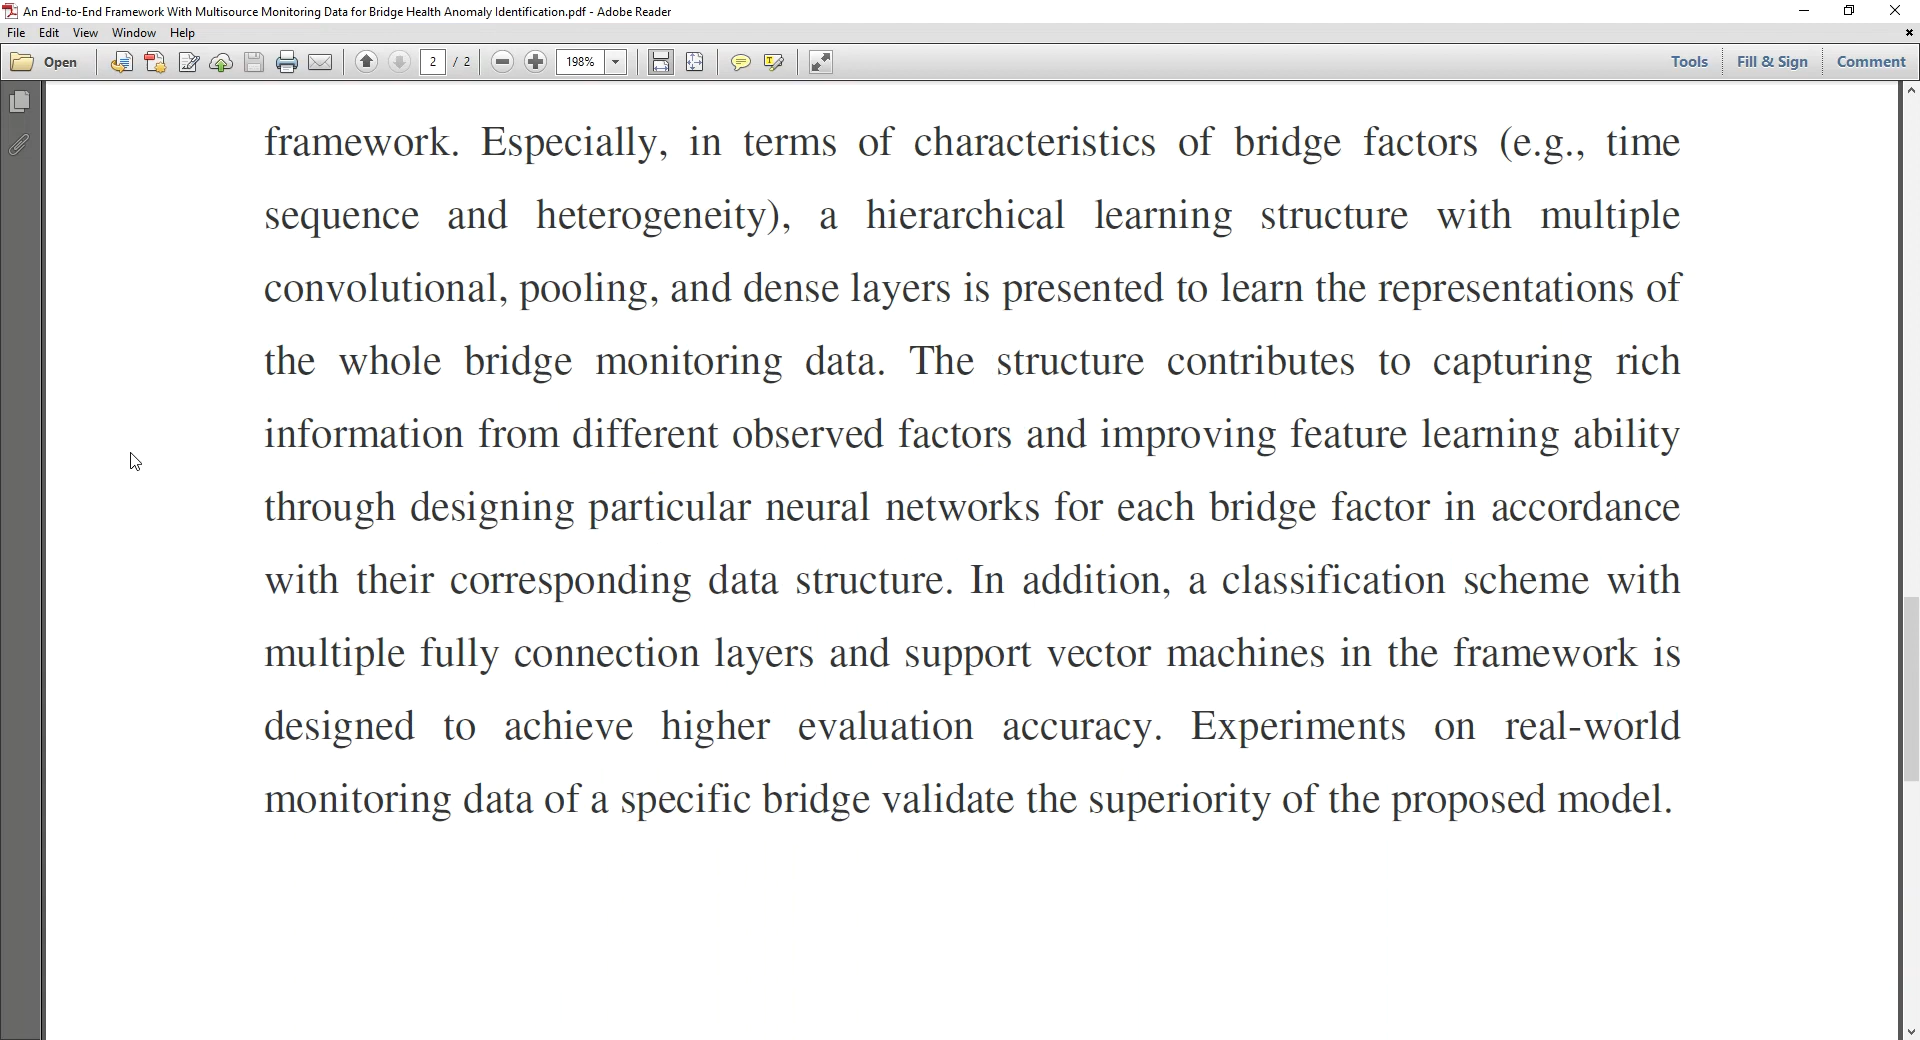 An End-to-End Framework With Multisource Monitoring Data for Bridge Health Anomaly Identification.pdf - Adobe Reader
File Edit View Window Help
Open 2 / 2 198% Tools Fill & Sign Comment
framework. Especially, in terms of characteristics of bridge factors (e.g., time
sequence and heterogeneity), a hierarchical learning structure with multiple
convolutional, pooling, and dense layers is presented to learn the representations of
the whole bridge monitoring data. The structure contributes to capturing rich
information from different observed factors and improving feature learning ability
through designing particular neural networks for each bridge factor in accordance
with their corresponding data structure. In addition, a classification scheme with
multiple fully connection layers and support vector machines in the framework is
designed to achieve higher evaluation accuracy. Experiments on real-world
monitoring data of a specific bridge validate the superiority of the proposed model.